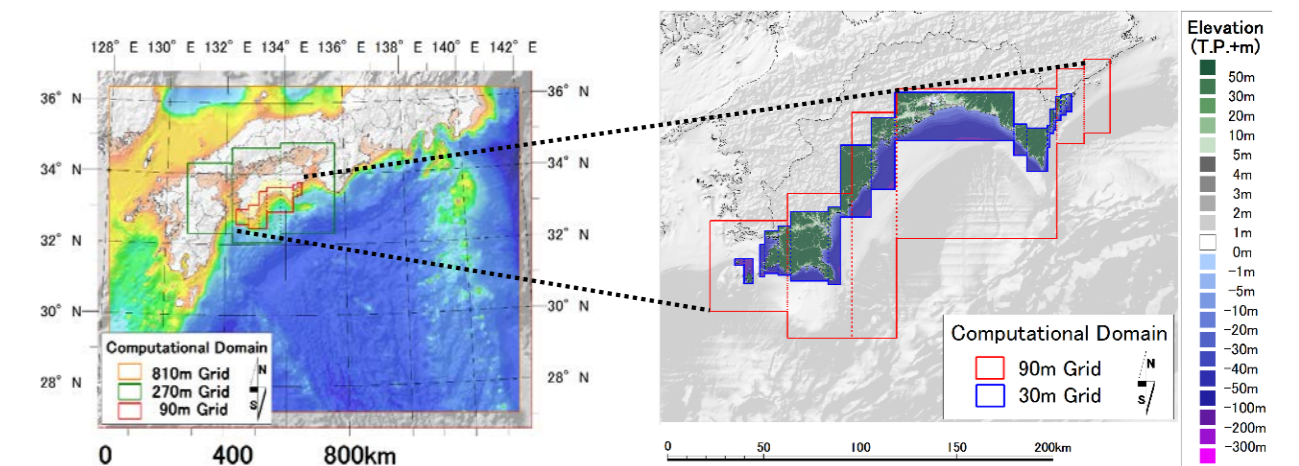 128° E 130° E 132° E 134° E 136° E 138° E 140° E 142° E
36° N
34° N
32° N
30° N
28° N
36° N
34° N
32° N
30° N
28° N
Computational Domain
810m Grid
270m Grid
90m Grid
N
S
0 400 800km
Computational Domain
90m Grid
30m Grid
N
S
0 50 100 150 200km
Elevation
(T.P.+m)
50m
30m
20m
10m
5m
4m
3m
2m
1m
0m
-1m
-5m
-10m
-20m
-30m
-40m
-50m
-100m
-200m
-300m